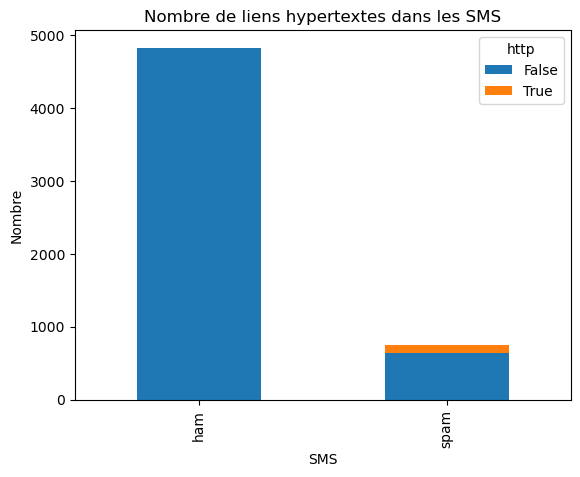 Nombre de liens hypertextes dans les SMS
http
False
True
5000
4000
3000
2000
1000
0
Nombre
ham
spam
SMS